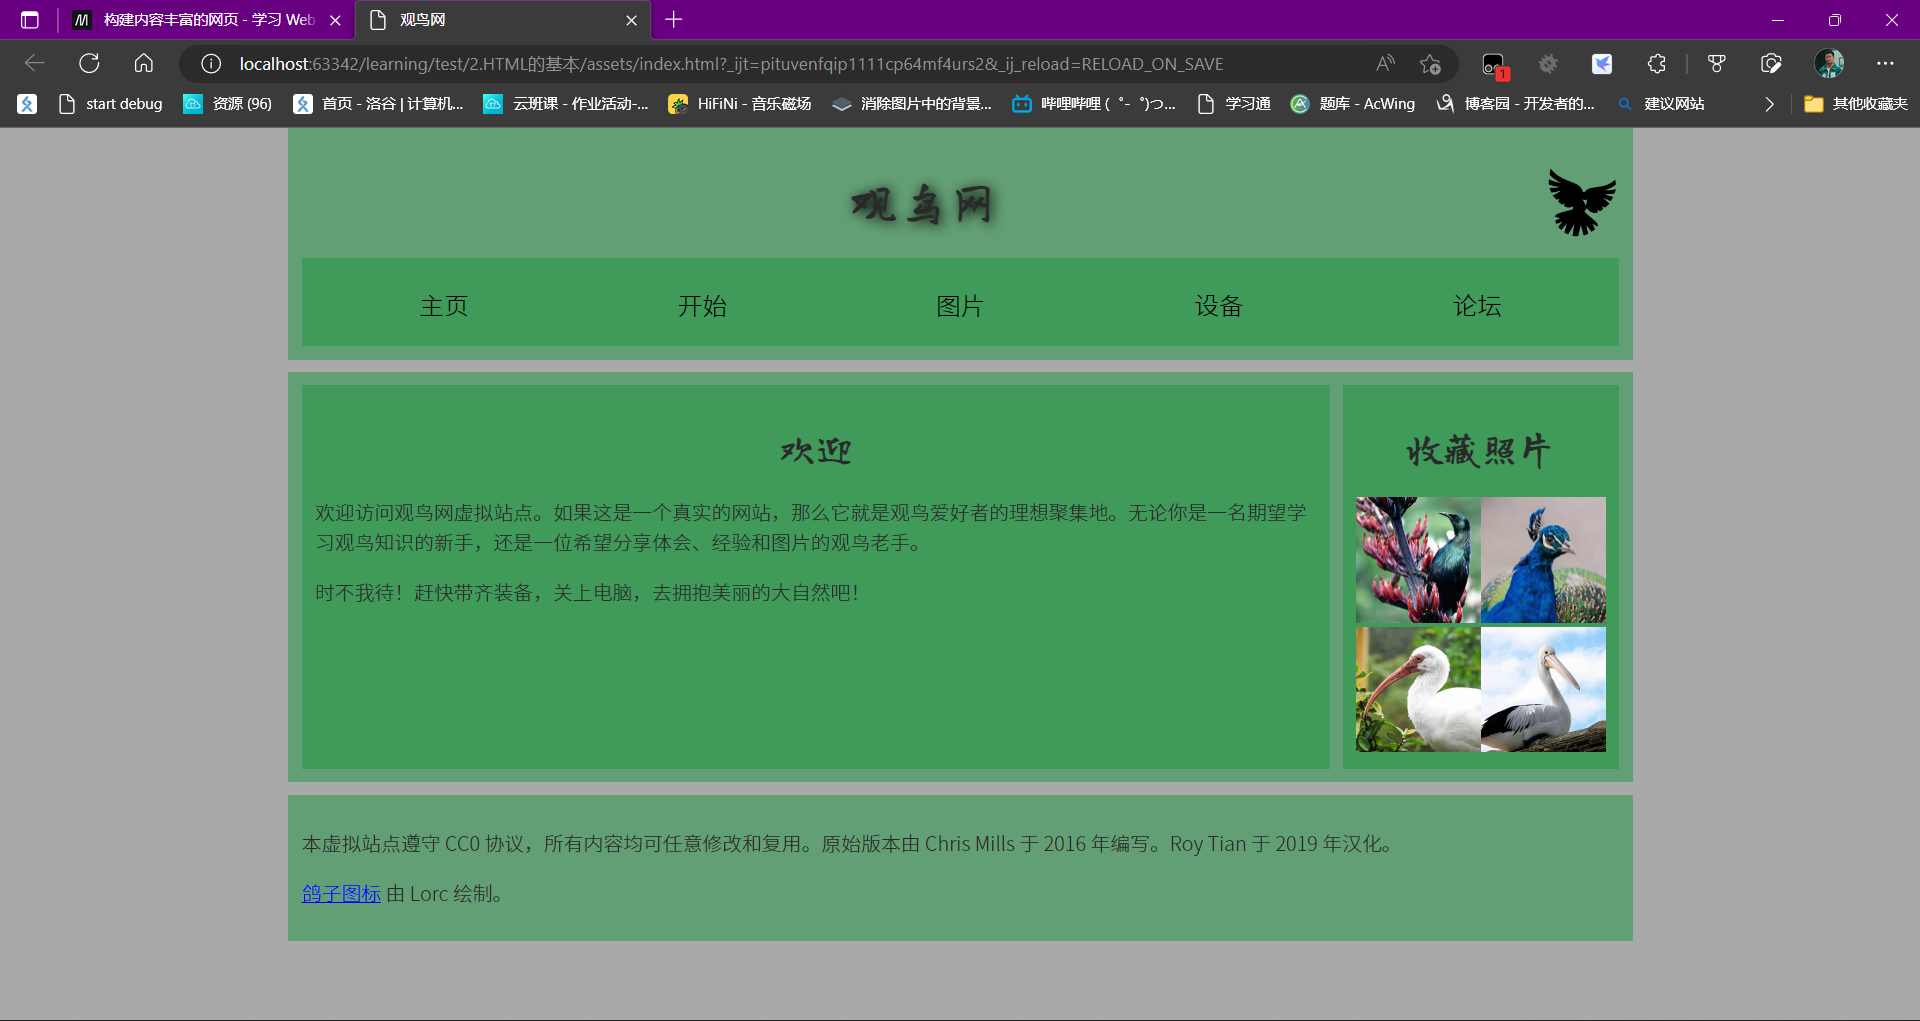 构建内容丰富的网页 - 学习 Web
观鸟网
localhost:63342/learning/test/2.HTML的基本/assets/index.html?_ijt=pituvenfqip1111cp64mf4urs2&_ij_reload=RELOAD_ON_SAVE
1
start debug
资源 (96)
首页 - 洛谷 | 计算机...
云班课 - 作业活动-...
HiFiNi - 音乐磁场
消除图片中的背景...
哔哩哔哩 (゜-゜)つ...
学习通
题库 - AcWing
博客园 - 开发者的...
建议网站
其他收藏夹
观鸟网
主页 开始 图片 设备 论坛
欢迎
欢迎访问观鸟网虚拟站点。如果这是一个真实的网站，那么它就是观鸟爱好者的理想聚集地。无论你是一名期望学
习观鸟知识的新手，还是一位希望分享体会、经验和图片的观鸟老手。
时不我待！赶快带齐装备，关上电脑，去拥抱美丽的大自然吧！
收藏照片
本虚拟站点遵守 CC0 协议，所有内容均可任意修改和复用。原始版本由 Chris Mills 于 2016 年编写。Roy Tian 于 2019 年汉化。
鸽子图标 由 Lorc 绘制。